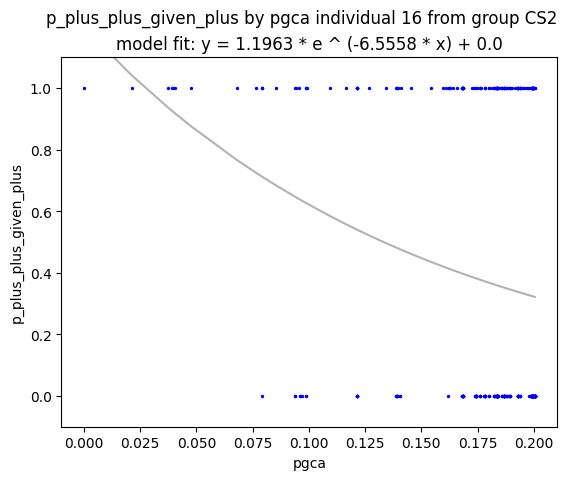 p_plus_plus_given_plus by pgca individual 16 from group CS2
model fit: y = 1.1963 * e ^ (-6.5558 * x) + 0.0
1.0
0.8
0.6
0.4
0.2
0.0
p_plus_plus_given_plus
0.000 0.025 0.050 0.075 0.100 0.125 0.150 0.175 0.200
pgca